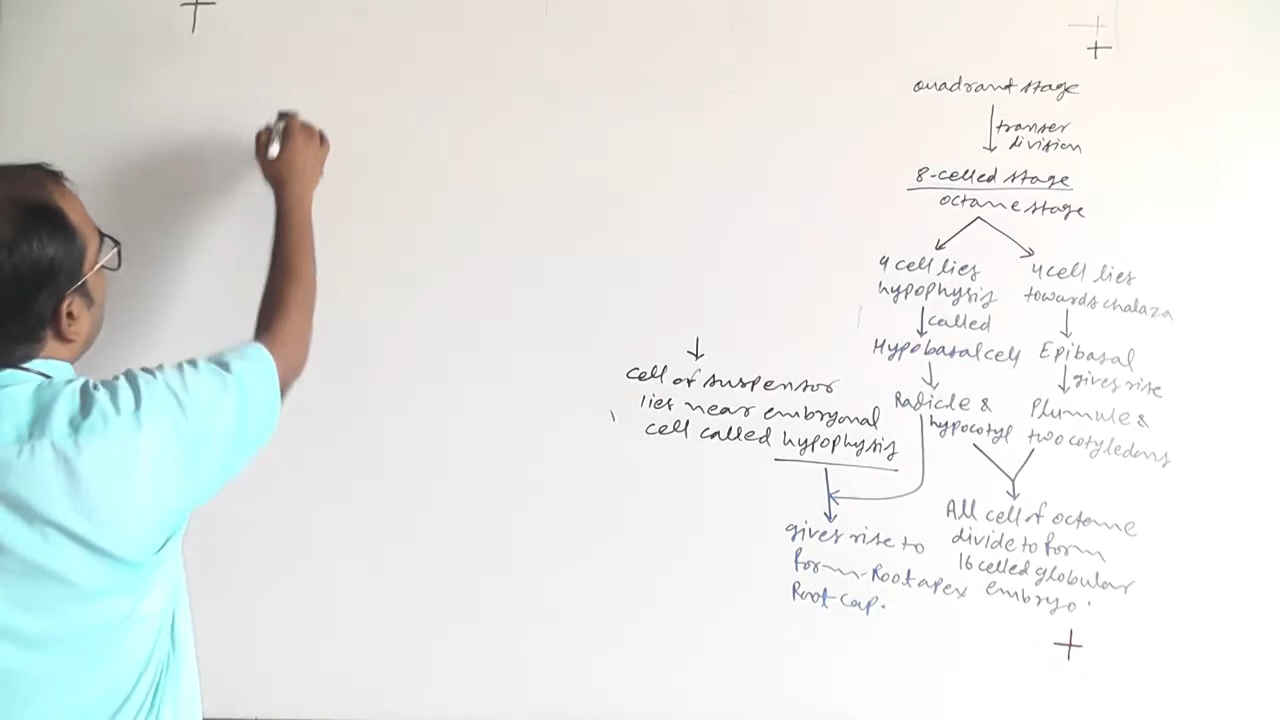 quadrant stage
transver
division
8-celled stage
octane stage
4 cell lies
hypophysis
called
Hypobasal cell
Radicle &
hypocotyl
4 cell lies
towards chalaza
Epibasal
gives rise
Plumule &
two cotyledons
All cell of octane
divide to form
16 celled globular
embryo.
cell of suspensor
lies near embryonal
cell called hypophysis
gives rise to
form Root apex
Root cap.